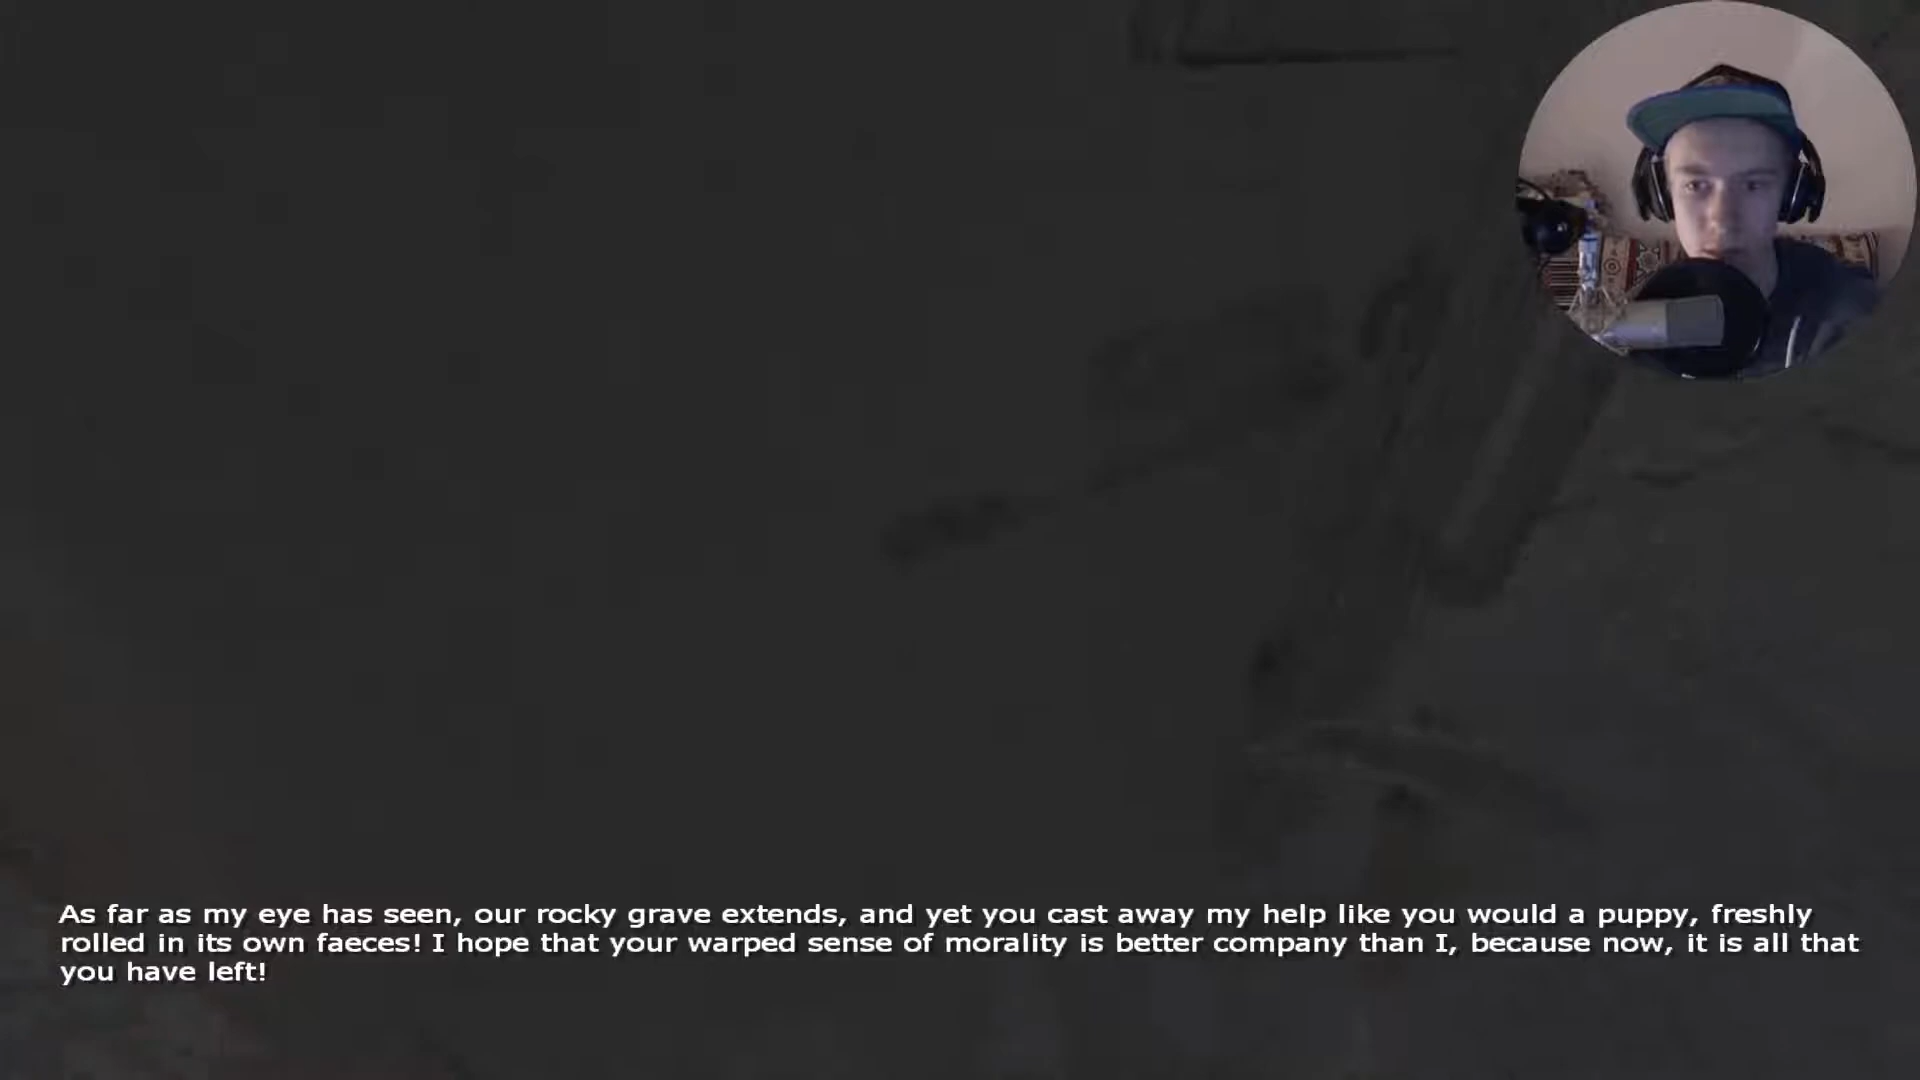 As far as my eye has seen, our rocky grave extends, and yet you cast away my help like you would a puppy, freshly
rolled in its own faeces! I hope that your warped sense of morality is better company than I, because now, it is all that
you have left!